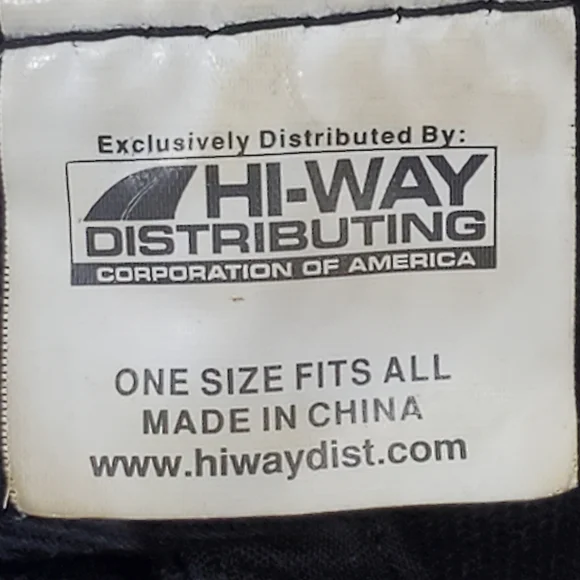 Exclusively Distributed By:
HI-WAY
DISTRIBUTING
CORPORATION OF AMERICA
ONE SIZE FITS ALL
MADE IN CHINA
www.hiwaydist.com